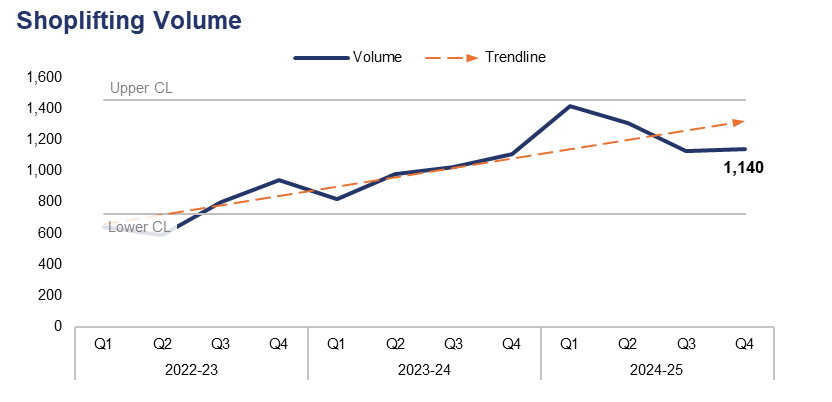 Shoplifting Volume
Volume Trendline
1,600
Upper CL
1,400
1,200
1,000
1,140
800
Lower CL
600
400
200
0
Q1 Q2 Q3 Q4 Q1 Q2 Q3 Q4 Q1 Q2 Q3 Q4
2022-23 2023-24 2024-25